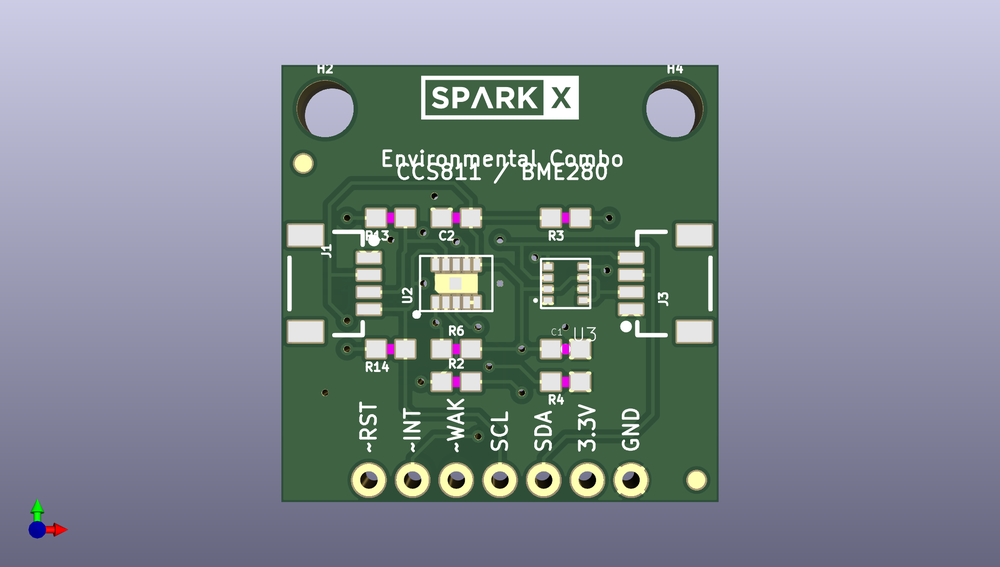 H2
H4
SPARK X
Environmental Combo
CCS811 / BME280
R13
C2
R3
J1
U2
J3
R6
C1
U3
R14
R2
R4
~RST
~INT
~WAK
SCL
SDA
3.3V
GND